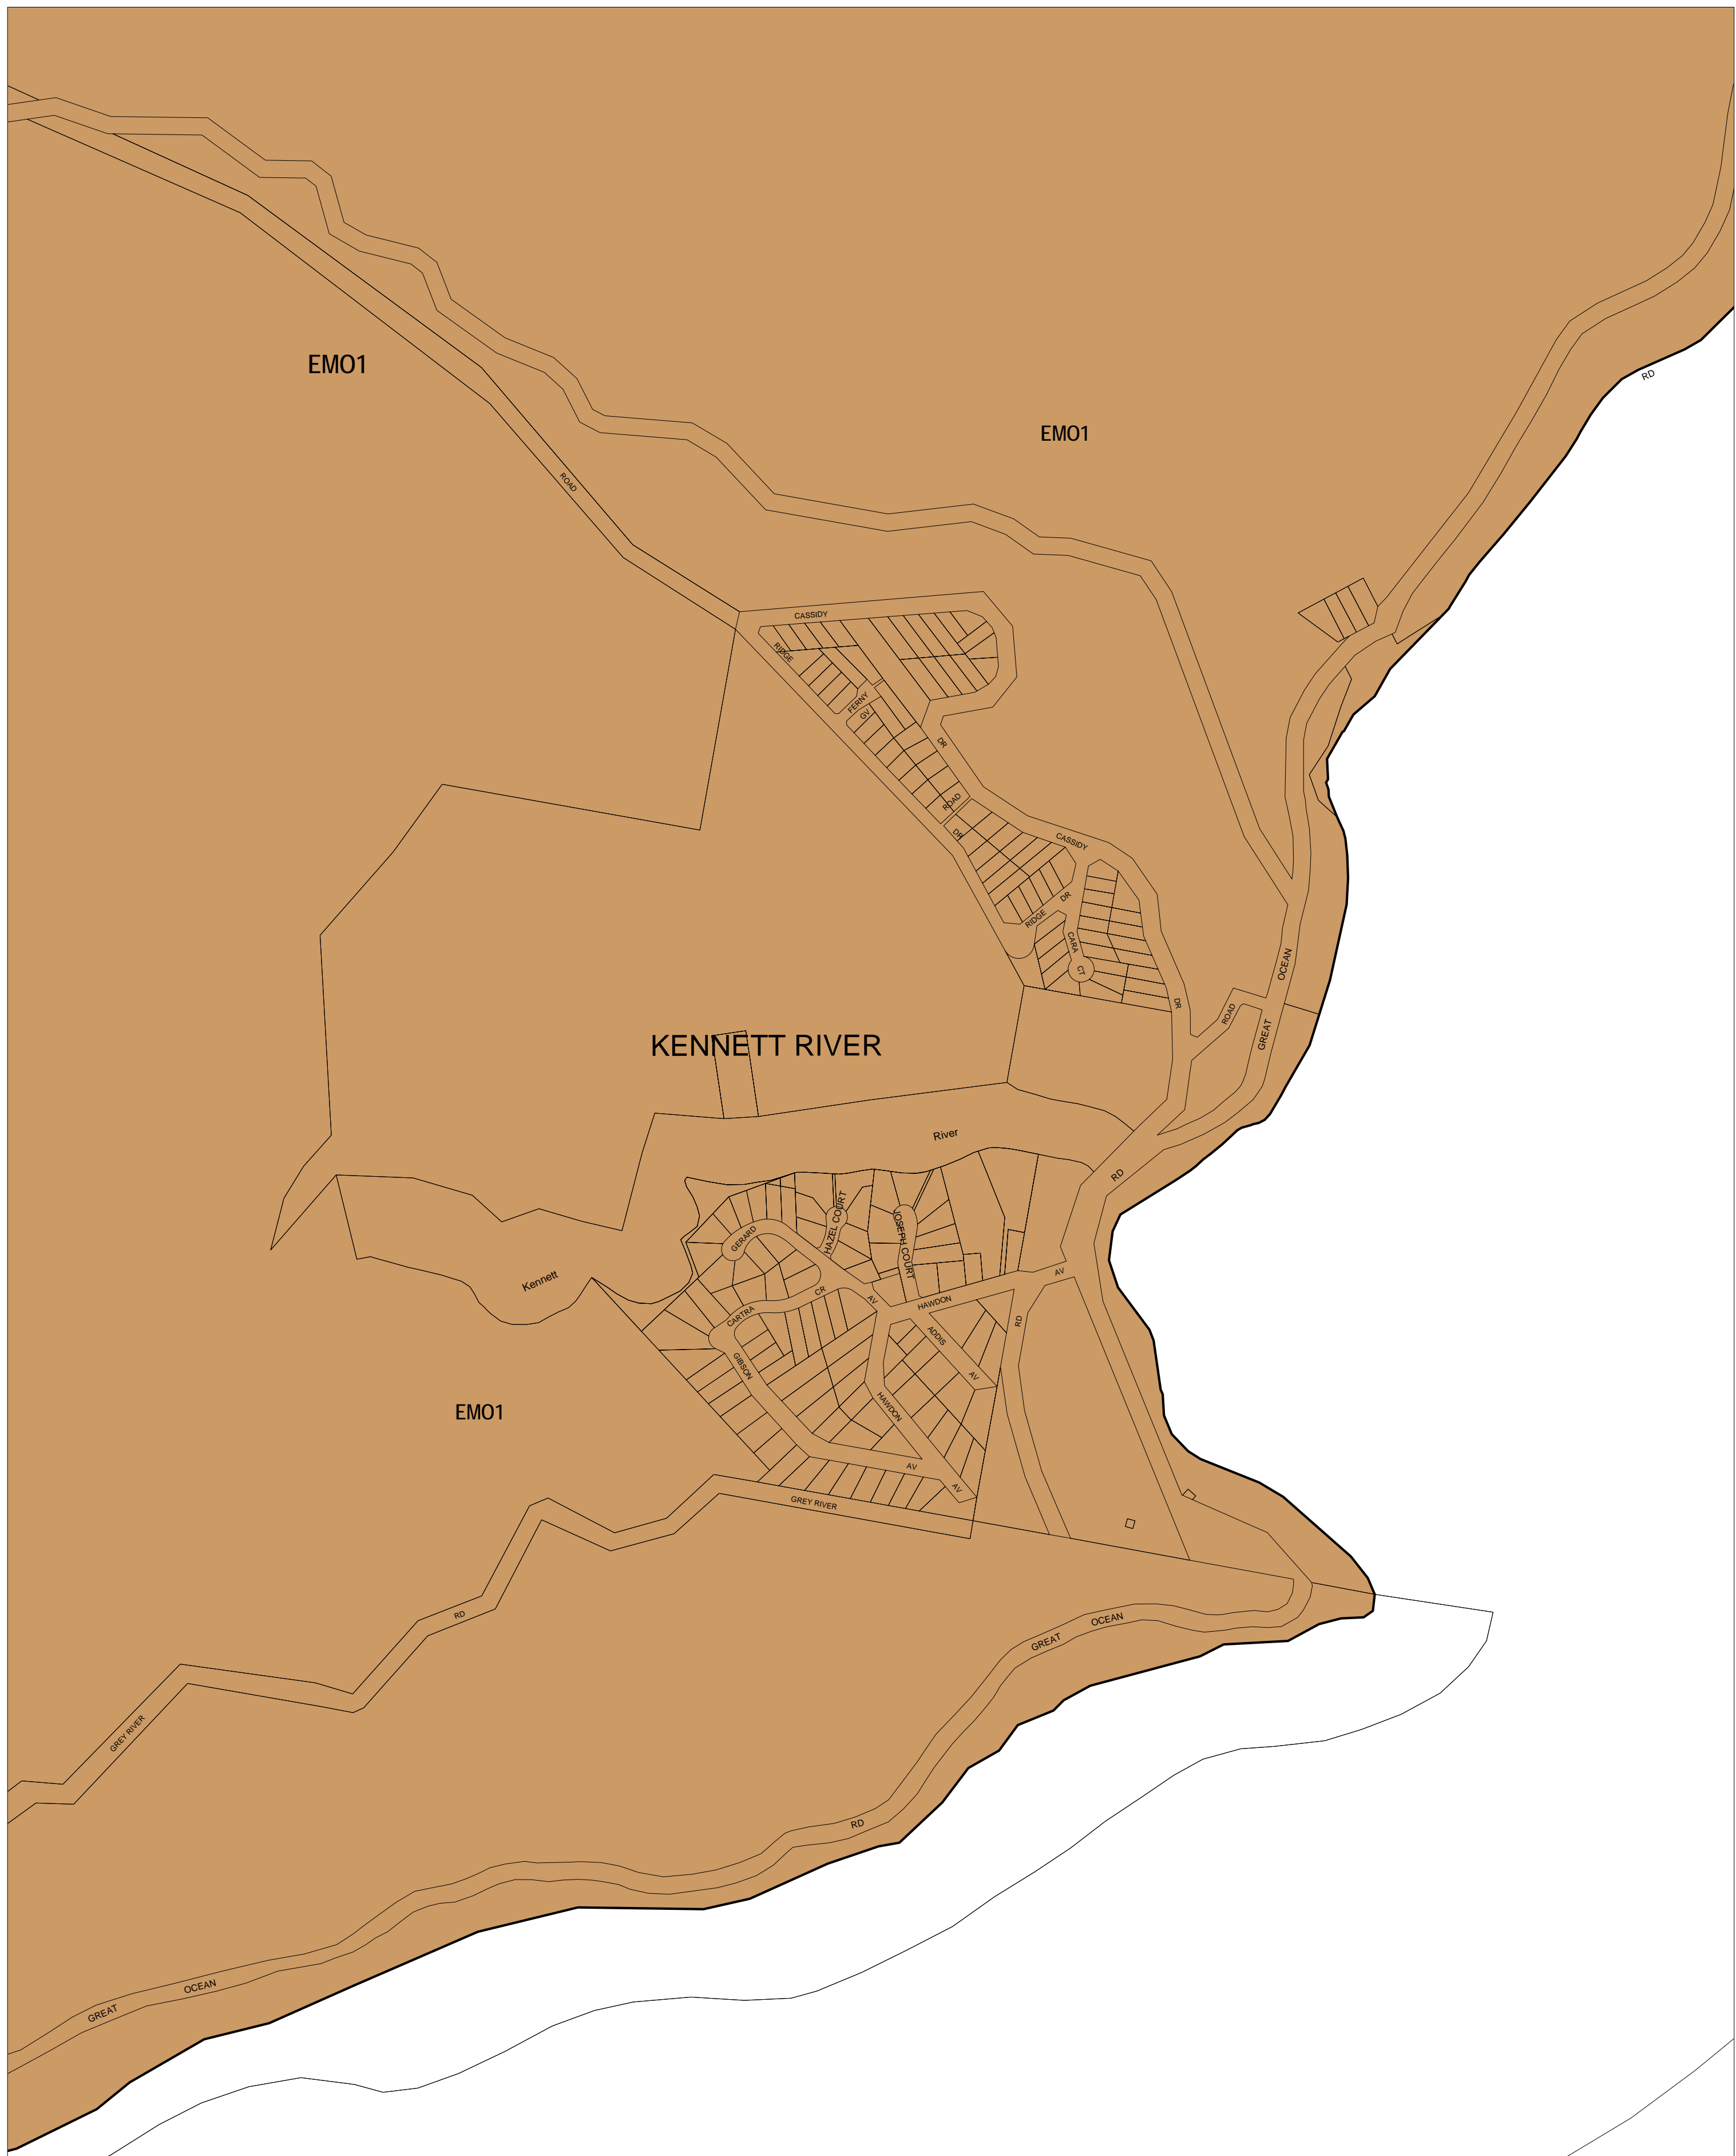 EMO1
RD
EMO1
ROAD
CASSIDY
RIDGE
FERNY
GV
DR
ROAD
DR
CASSIDY
DR
RIDGE
CARA
CT
OCEAN
DR
ROAD
GREAT
KENNETT RIVER
River
RD
HAZEL COURT
JOSEPH COURT
GERARD
AV
Kennett
CR
AV
HAWDON
CARTRA
RD
ADDIS
GIBSON
AV
HAWDON
EMO1
AV
AV
GREY RIVER
RD
OCEAN
GREAT
GREY RIVER
RD
OCEAN
GREAT